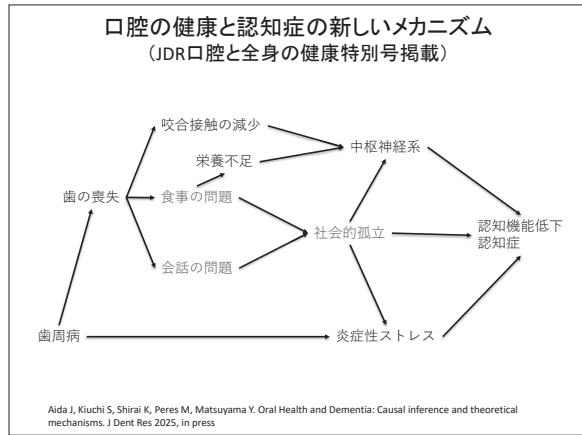 口腔の健康と認知症の新しいメカニズム
（JDR口腔と全身の健康特別号掲載）
咬合接触の減少
栄養不足
中枢神経系
歯の喪失
食事の問題
社会的孤立
認知機能低下
認知症
会話の問題
歯周病
炎症性ストレス
Aida J, Kiuchi S, Shirai K, Peres M, Matsuyama Y. Oral Health and Dementia: Causal inference and theoretical
mechanisms. J Dent Res 2025, in press